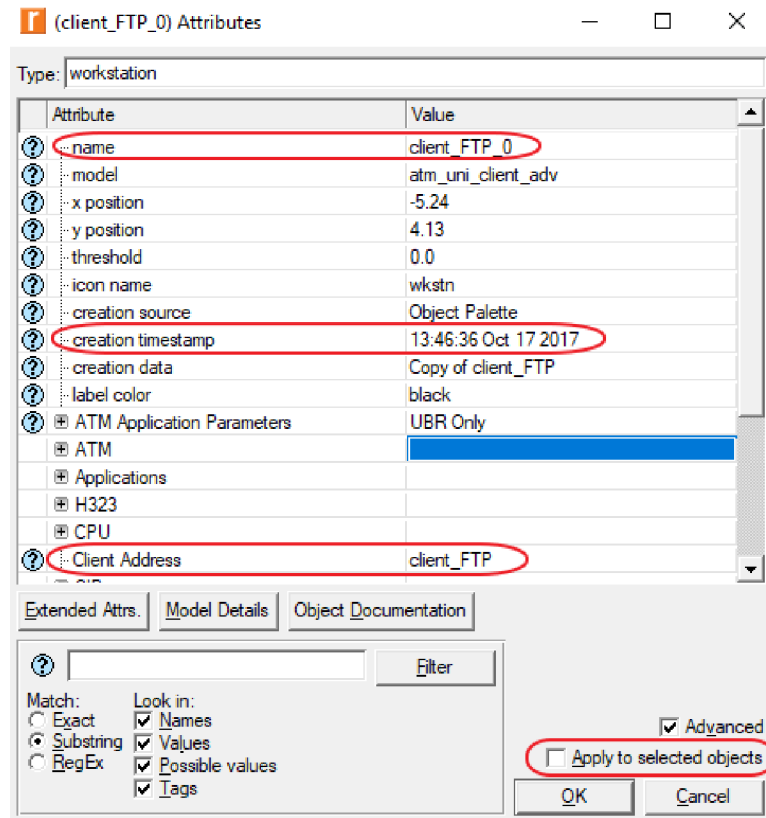 (client_FTP_0) Attributes
Type: workstation
Attribute Value
name client_FTP_0
model atm_uni_client_adv
x position -5.24
y position 4.13
threshold 0.0
icon name wkstn
creation source Object Palette
creation timestamp 13:46:36 Oct 17 2017
creation data Copy of client_FTP
label color black
ATM Application Parameters UBR Only
ATM
Applications
H323
CPU
Client Address client_FTP
Extended Attrs. Model Details Object Documentation
Filter
Match: Look in:
Exact Names
Substring Values
RegEx Possible values
Tags
Advanced
Apply to selected objects
OK Cancel